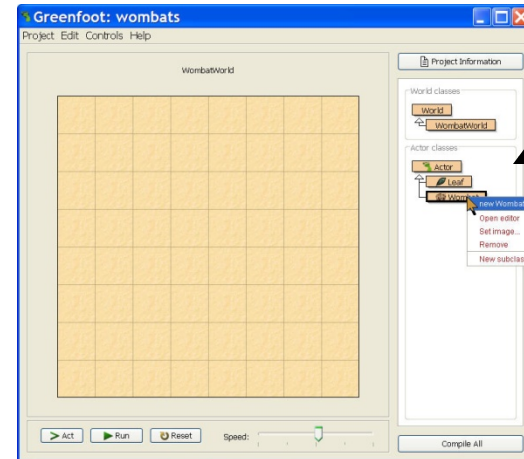 Greenfoot: wombats
Project Edit Controls Help
WombatWorld
Project Information
World classes
World
WombatWorld
Actor classes
Actor
Leaf
new Wombat
Open editor
Set image...
Remove
New subclas
> Act
Run
Reset
Speed:
Compile All